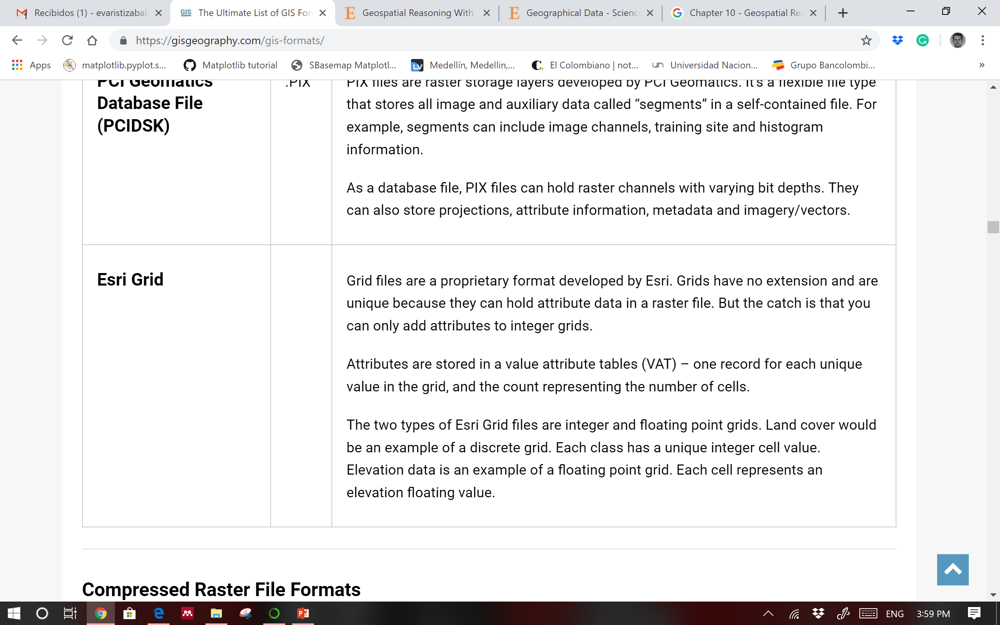 Recibidos (1) - evaristizabal
GIS The Ultimate List of GIS For
Geospatial Reasoning With
Geographical Data - Science
Chapter 10 - Geospatial Rea
https://gisgeography.com/gis-formats/
Apps
matplotlib.pyplot.s...
Matplotlib tutorial
SBasemap Matplotl...
LV Medellín, Medellin,...
C. El Colombiano | not...
un Universidad Nacion...
Grupo Bancolombi...
»
PCI Geomatics
Database File
(PCIDSK)
.PIX
PIX files are raster storage layers developed by PCI Geomatics. It's a flexible file type
that stores all image and auxiliary data called “segments” in a self-contained file. For
example, segments can include image channels, training site and histogram
information.
As a database file, PIX files can hold raster channels with varying bit depths. They
can also store projections, attribute information, metadata and imagery/vectors.
Esri Grid
Grid files are a proprietary format developed by Esri. Grids have no extension and are
unique because they can hold attribute data in a raster file. But the catch is that you
can only add attributes to integer grids.
Attributes are stored in a value attribute tables (VAT) – one record for each unique
value in the grid, and the count representing the number of cells.
The two types of Esri Grid files are integer and floating point grids. Land cover would
be an example of a discrete grid. Each class has a unique integer cell value.
Elevation data is an example of a floating point grid. Each cell represents an
elevation floating value.
Compressed Raster File Formats
ENG
3:59 PM